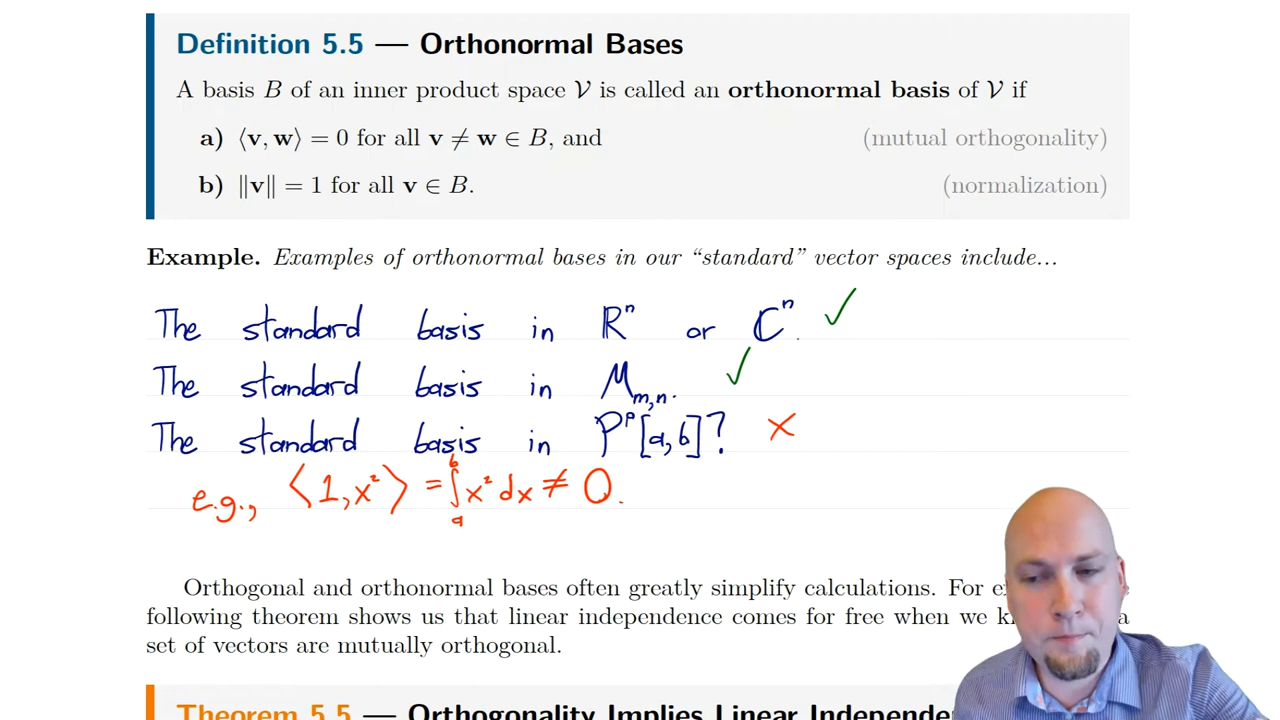 Definition 5.5 — Orthonormal Bases
A basis B of an inner product space 𝒱 is called an orthonormal basis of 𝒱 if
a) ⟨v, w⟩ = 0 for all v ≠ w ∈ B, and (mutual orthogonality)
b) ‖v‖ = 1 for all v ∈ B. (normalization)
Example. Examples of orthonormal bases in our “standard” vector spaces include...
The standard basis in ℝⁿ or ℂⁿ. ✓
The standard basis in M_{m,n}. ✓
The standard basis in P^p[a,b]? ✗
e.g., ⟨1, x²⟩ = ∫_a^b x² dx ≠ 0.
Orthogonal and orthonormal bases often greatly simplify calculations. For
following theorem shows us that linear independence comes for free when we a
set of vectors are mutually orthogonal.
Theorem 5.5 — Orthogonality Implies Linear